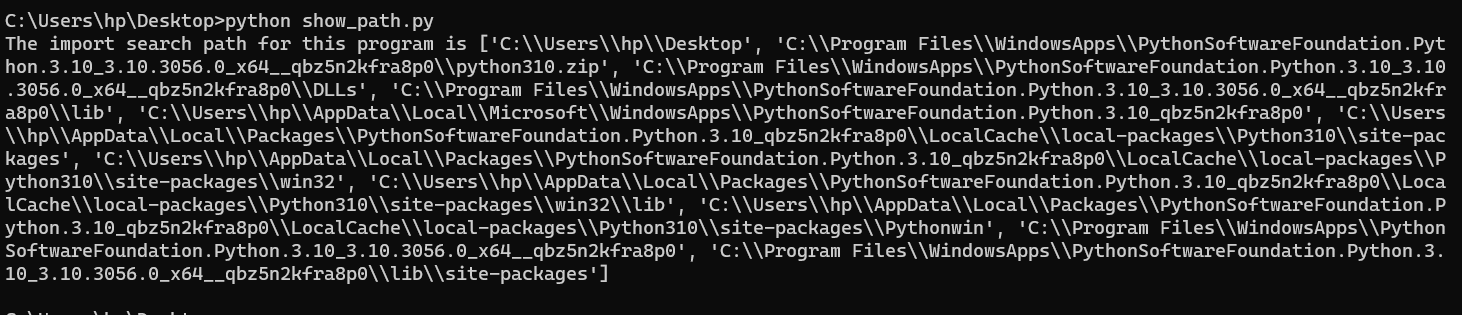 C:\Users\hp\Desktop>python show_path.py
The import search path for this program is ['C:\\Users\\hp\\Desktop', 'C:\\Program Files\\WindowsApps\\PythonSoftwareFoundation.Pyt
hon.3.10_3.10.3056.0_x64__qbz5n2kfra8p0\\python310.zip', 'C:\\Program Files\\WindowsApps\\PythonSoftwareFoundation.Python.3.10_3.10
.3056.0_x64__qbz5n2kfra8p0\\DLLs', 'C:\\Program Files\\WindowsApps\\PythonSoftwareFoundation.Python.3.10_3.10.3056.0_x64__qbz5n2kfr
a8p0\\lib', 'C:\\Users\\hp\\AppData\\Local\\Microsoft\\WindowsApps\\PythonSoftwareFoundation.Python.3.10_qbz5n2kfra8p0', 'C:\\Users
\\hp\\AppData\\Local\\Packages\\PythonSoftwareFoundation.Python.3.10_qbz5n2kfra8p0\\LocalCache\\local-packages\\Python310\\site-pac
kages', 'C:\\Users\\hp\\AppData\\Local\\Packages\\PythonSoftwareFoundation.Python.3.10_qbz5n2kfra8p0\\LocalCache\\local-packages\\P
ython310\\site-packages\\win32', 'C:\\Users\\hp\\AppData\\Local\\Packages\\PythonSoftwareFoundation.Python.3.10_qbz5n2kfra8p0\\Loca
lCache\\local-packages\\Python310\\site-packages\\win32\\lib', 'C:\\Users\\hp\\AppData\\Local\\Packages\\PythonSoftwareFoundation.P
ython.3.10_qbz5n2kfra8p0\\LocalCache\\local-packages\\Python310\\site-packages\\Pythonwin', 'C:\\Program Files\\WindowsApps\\Python
SoftwareFoundation.Python.3.10_3.10.3056.0_x64__qbz5n2kfra8p0', 'C:\\Program Files\\WindowsApps\\PythonSoftwareFoundation.Python.3.
10_3.10.3056.0_x64__qbz5n2kfra8p0\\lib\\site-packages']